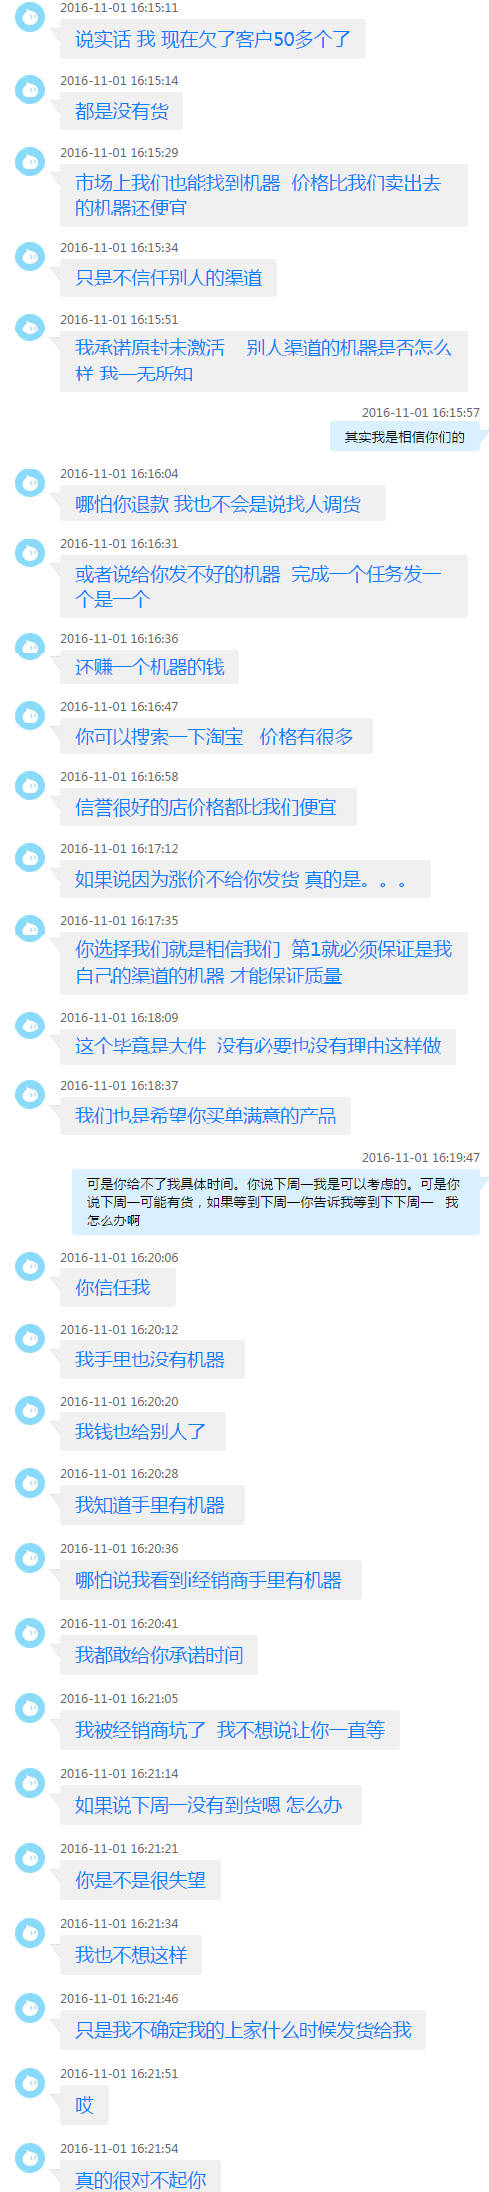 2016-11-01 16:15:11
说实话 我 现在欠了客户50多个了
2016-11-01 16:15:14
都是没有货
2016-11-01 16:15:29
市场上我们也能找到机器 价格比我们卖出去
的机器还便宜
2016-11-01 16:15:34
只是不信任别人的渠道
2016-11-01 16:15:51
我承诺原封未激活 别人渠道的机器是否怎么
样 我一无所知
2016-11-01 16:15:57
其实我是相信你们的
2016-11-01 16:16:04
哪怕你退款 我也不会是说找人调货
2016-11-01 16:16:31
或者说给你发不好的机器 完成一个任务发一
个是一个
2016-11-01 16:16:36
还赚一个机器的钱
2016-11-01 16:16:47
你可以搜索一下淘宝 价格有很多
2016-11-01 16:16:58
信誉很好的店价格都比我们便宜
2016-11-01 16:17:12
如果说因为涨价不给你发货 真的是。。。
2016-11-01 16:17:35
你选择我们就是相信我们 第1就必须保证是我
自己的渠道的机器 才能保证质量
2016-11-01 16:18:09
这个毕竟是大件 没有必要也没有理由这样做
2016-11-01 16:18:37
我们也是希望你买单满意的产品
2016-11-01 16:19:47
可是你给不了我具体时间。你说下周一我是可以考虑的。可是你
说下周一可能有货，如果等到下周一你告诉我等到下下周一 我
怎么办啊
2016-11-01 16:20:06
你信任我
2016-11-01 16:20:12
我手里也没有机器
2016-11-01 16:20:20
我钱也给别人了
2016-11-01 16:20:28
我知道手里有机器
2016-11-01 16:20:36
哪怕说我看到i经销商手里有机器
2016-11-01 16:20:41
我都敢给你承诺时间
2016-11-01 16:21:05
我被经销商坑了 我不想说让你一直等
2016-11-01 16:21:14
如果说下周一没有到货嗯 怎么办
2016-11-01 16:21:21
你是不是很失望
2016-11-01 16:21:34
我也不想这样
2016-11-01 16:21:46
只是我不确定我的上家什么时候发货给我
2016-11-01 16:21:51
哎
2016-11-01 16:21:54
真的很对不起你